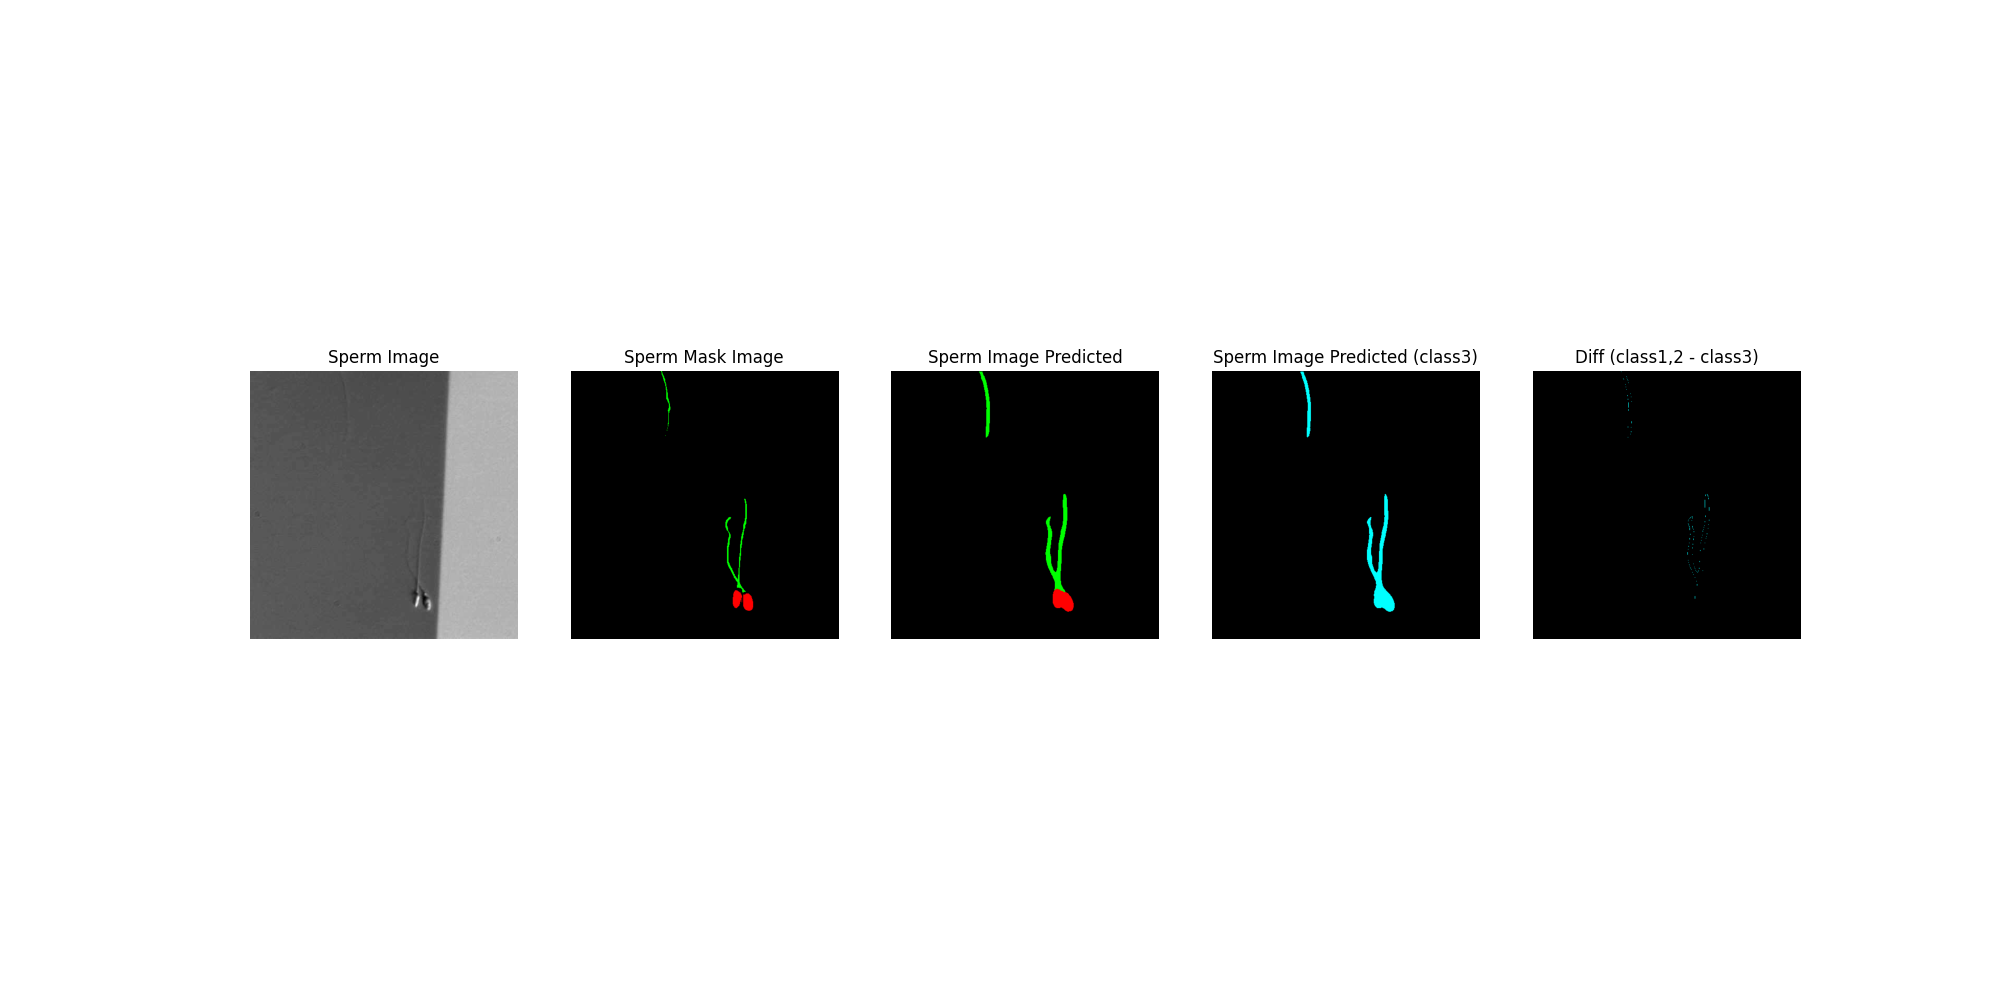 Sperm Image
Sperm Mask Image
Sperm Image Predicted
Sperm Image Predicted (class3)
Diff (class1,2 - class3)